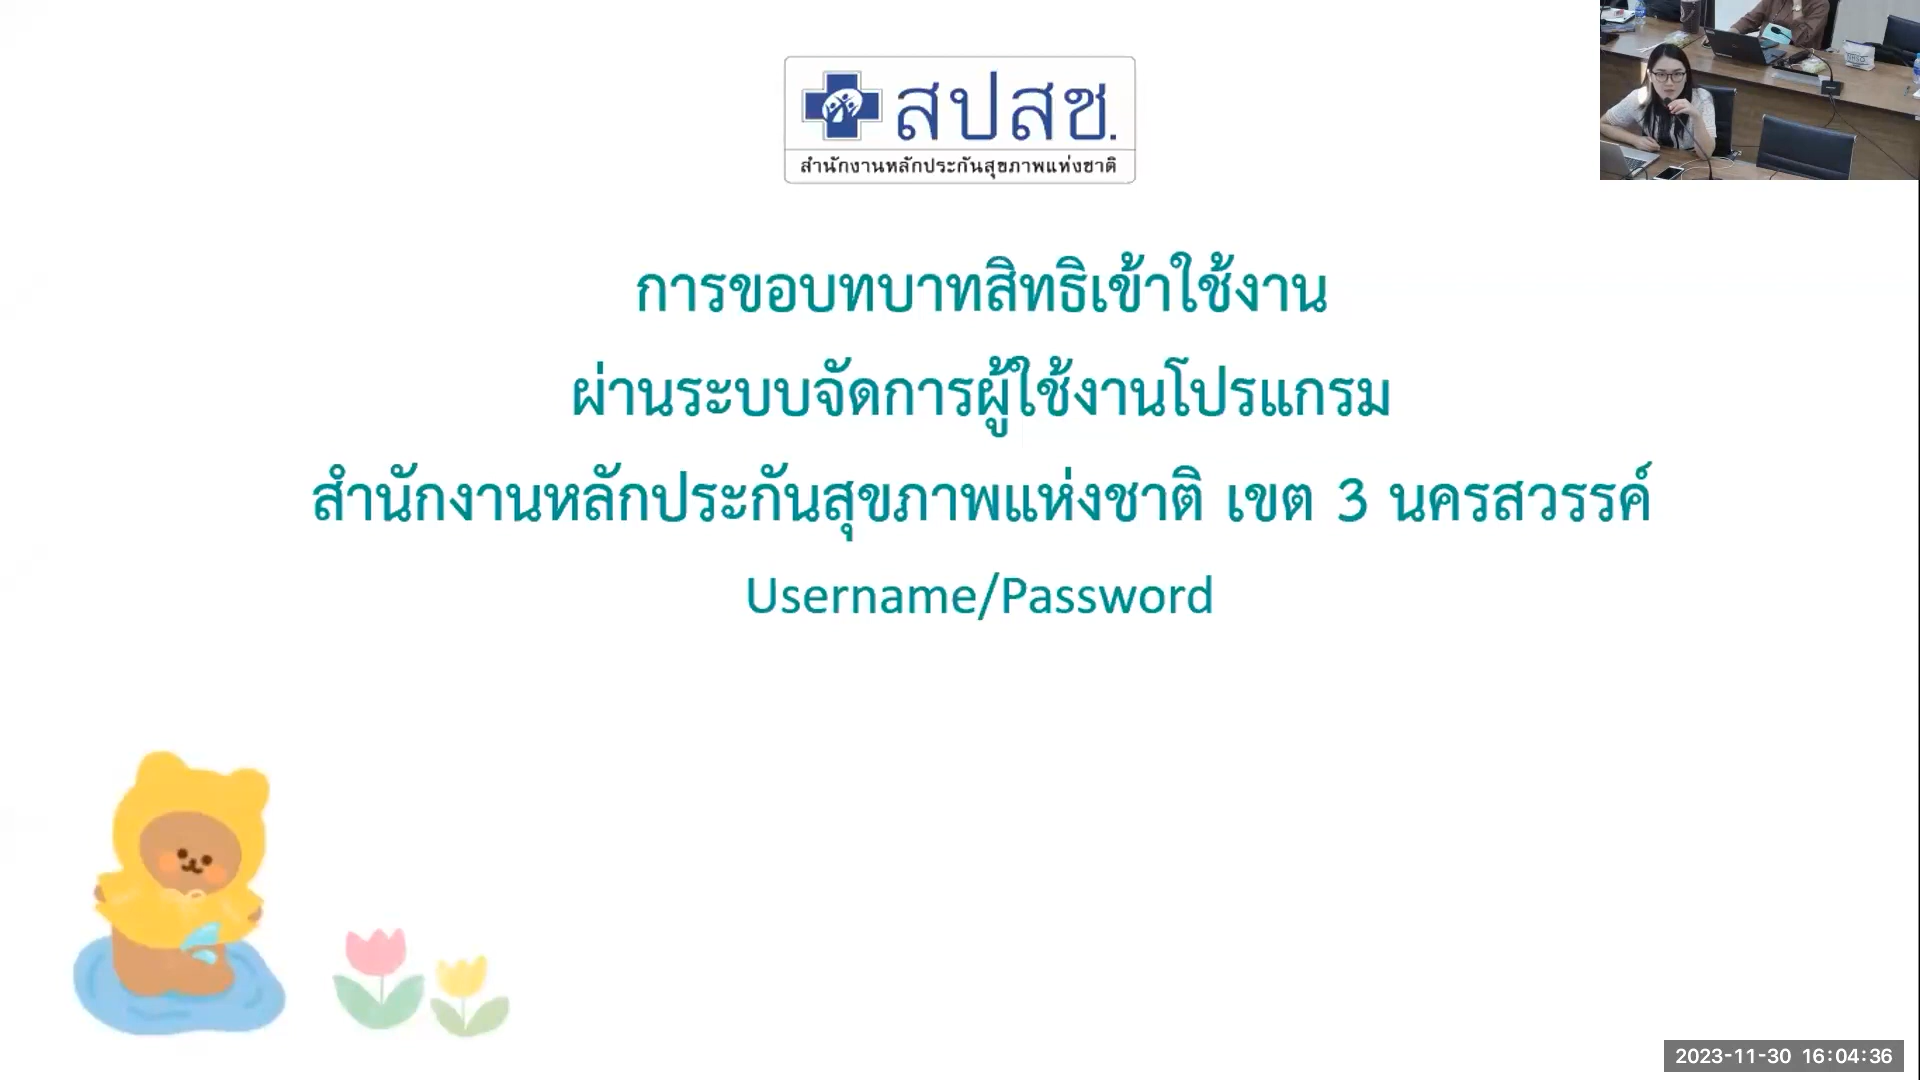 สปสช.
สำนักงานหลักประกันสุขภาพแห่งชาติ
การขอบทบาทสิทธิเข้าใช้งาน
ผ่านระบบจัดการผู้ใช้งานโปรแกรม
สำนักงานหลักประกันสุขภาพแห่งชาติ เขต 3 นครสวรรค์
Username/Password
2023-11-30 16:04:36